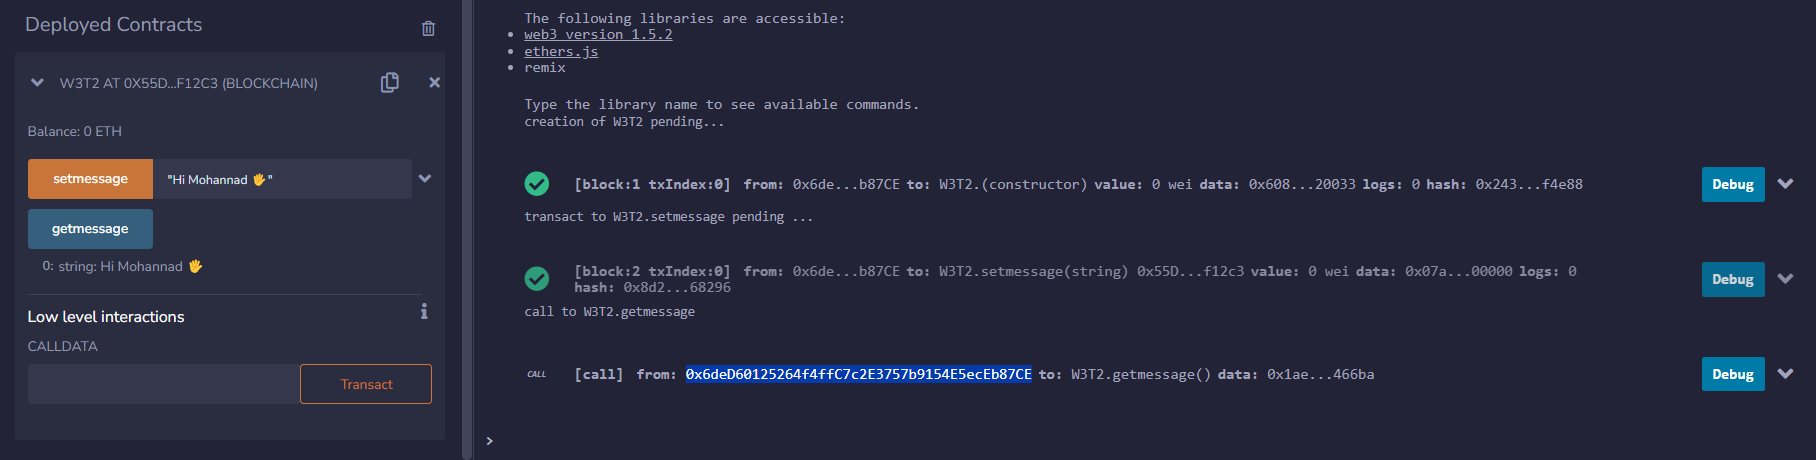 Deployed Contracts
W3T2 AT 0X55D...F12C3 (BLOCKCHAIN)
Balance: 0 ETH
setmessage
"Hi Mohannad 🖐"
getmessage
0: string: Hi Mohannad 🖐
Low level interactions
CALLDATA
Transact
The following libraries are accessible:
• web3 version 1.5.2
• ethers.js
• remix
Type the library name to see available commands.
creation of W3T2 pending...
[block:1 txIndex:0] from: 0x6de...b87CE to: W3T2.(constructor) value: 0 wei data: 0x608...20033 logs: 0 hash: 0x243...f4e88
Debug
transact to W3T2.setmessage pending ...
[block:2 txIndex:0] from: 0x6de...b87CE to: W3T2.setmessage(string) 0x55D...f12c3 value: 0 wei data: 0x07a...00000 logs: 0
hash: 0x8d2...68296
Debug
call to W3T2.getmessage
CALL [call] from: 0x6deD60125264f4ffC7c2E3757b9154E5ecEb87CE to: W3T2.getmessage() data: 0x1ae...466ba
Debug
>